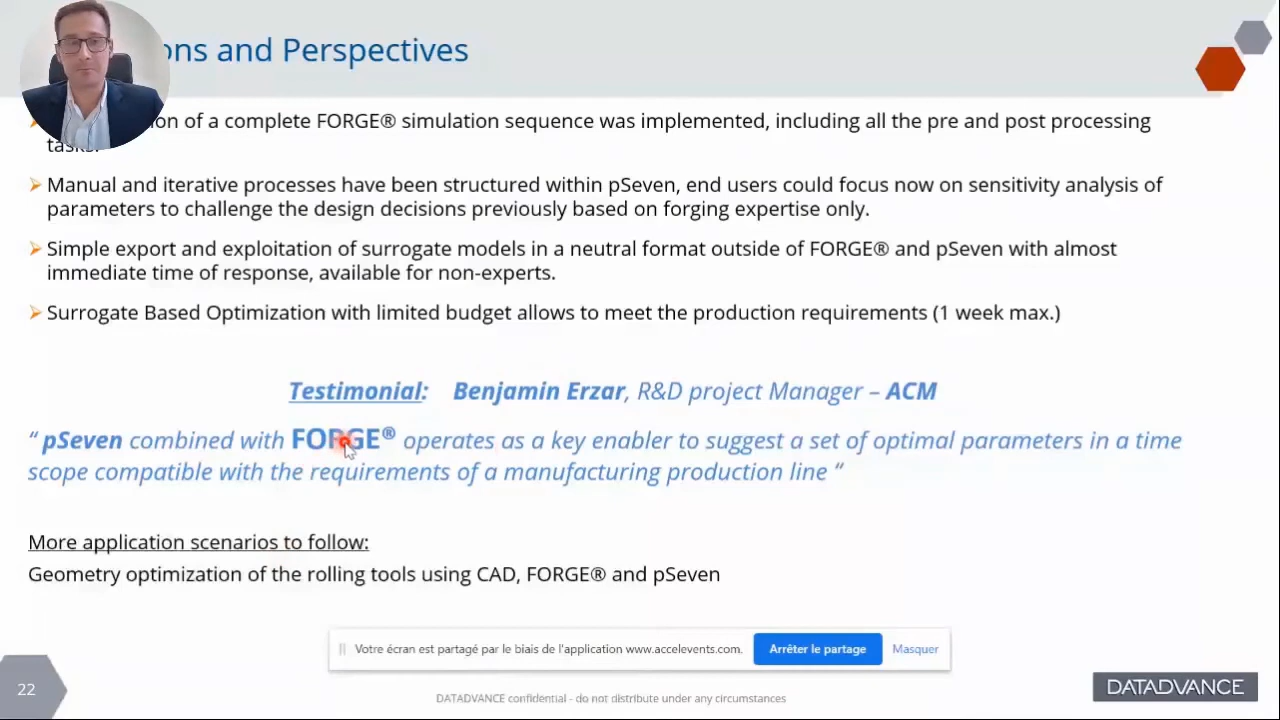 ons and Perspectives
on of a complete FORGE® simulation sequence was implemented, including all the pre and post processing
tasks.
Manual and iterative processes have been structured within pSeven, end users could focus now on sensitivity analysis of
parameters to challenge the design decisions previously based on forging expertise only.
Simple export and exploitation of surrogate models in a neutral format outside of FORGE® and pSeven with almost
immediate time of response, available for non-experts.
Surrogate Based Optimization with limited budget allows to meet the production requirements (1 week max.)
Testimonial: Benjamin Erzar, R&D project Manager – ACM
“ pSeven combined with FORGE® operates as a key enabler to suggest a set of optimal parameters in a time
scope compatible with the requirements of a manufacturing production line “
More application scenarios to follow:
Geometry optimization of the rolling tools using CAD, FORGE® and pSeven
Votre écran est partagé par le biais de l'application www.accelevents.com.
Arrêter le partage
Masquer
22
DATADVANCE confidential - do not distribute under any circumstances
DATADVANCE